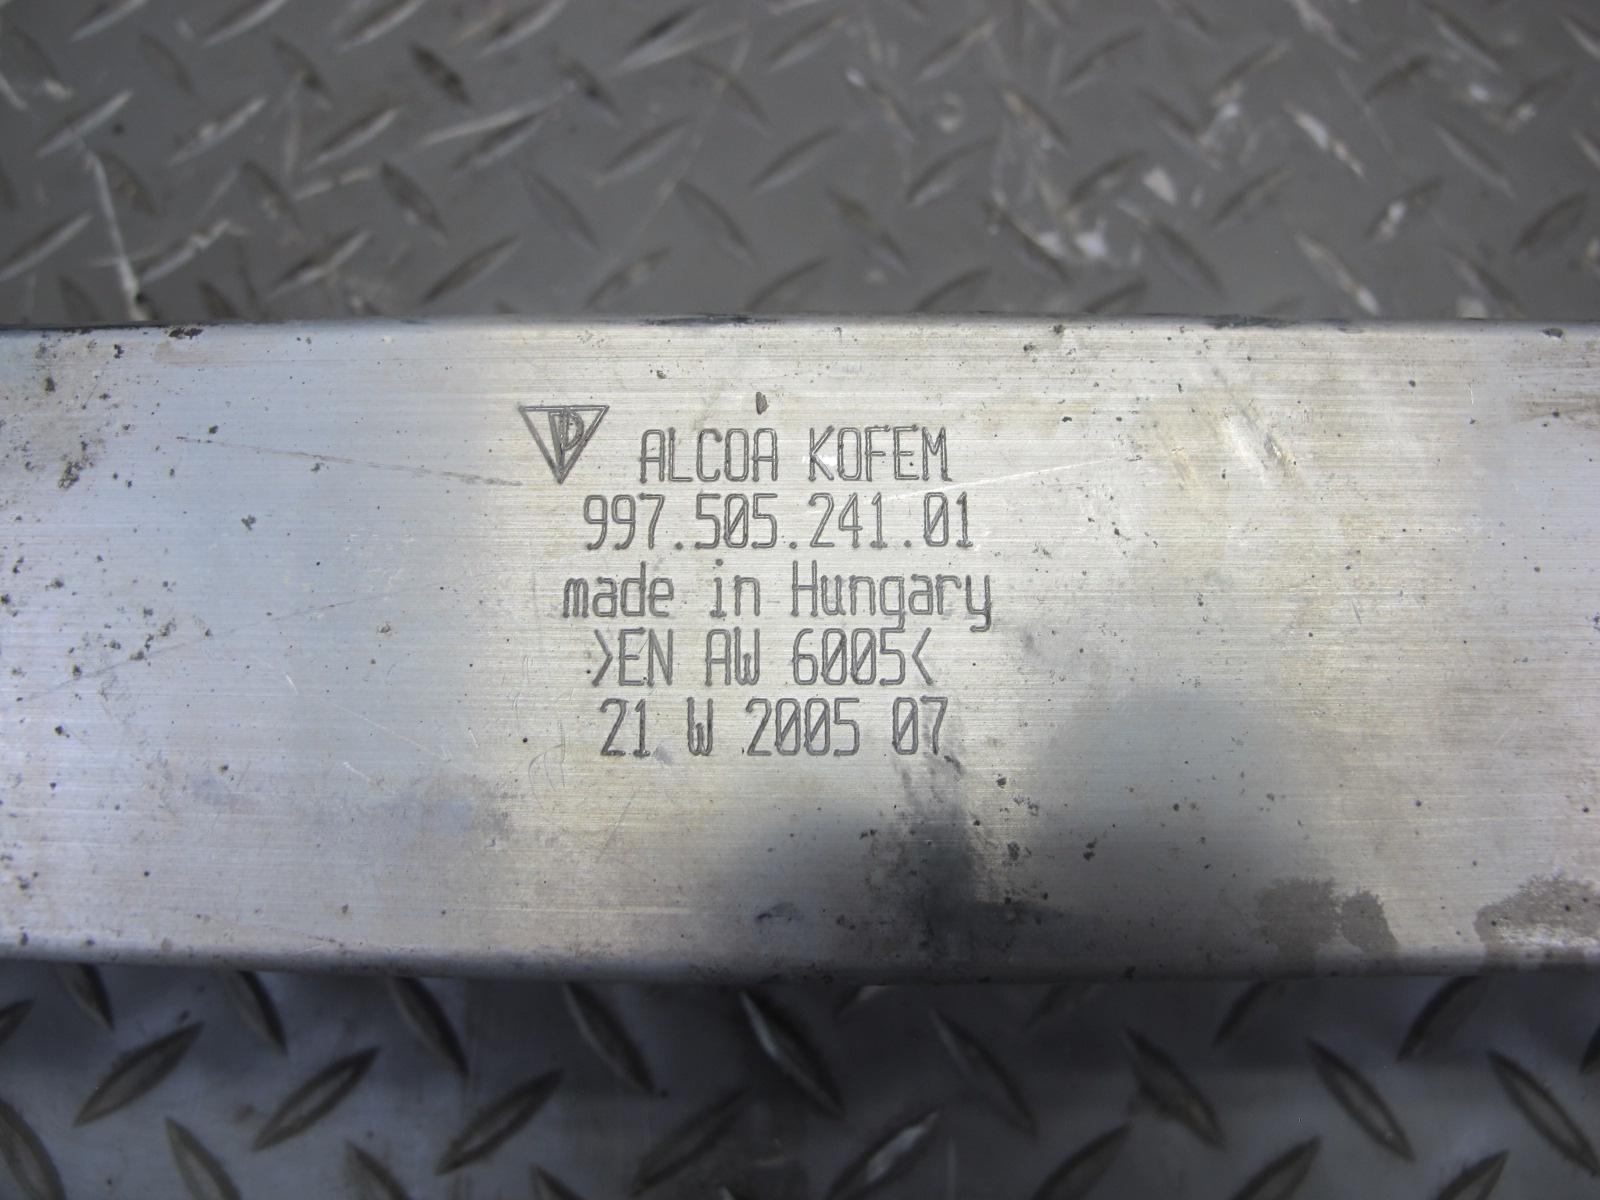 ALCOA KOFEM
997.505.241.01
made in Hungary
>EN AW 6005<
21 W 2005 07